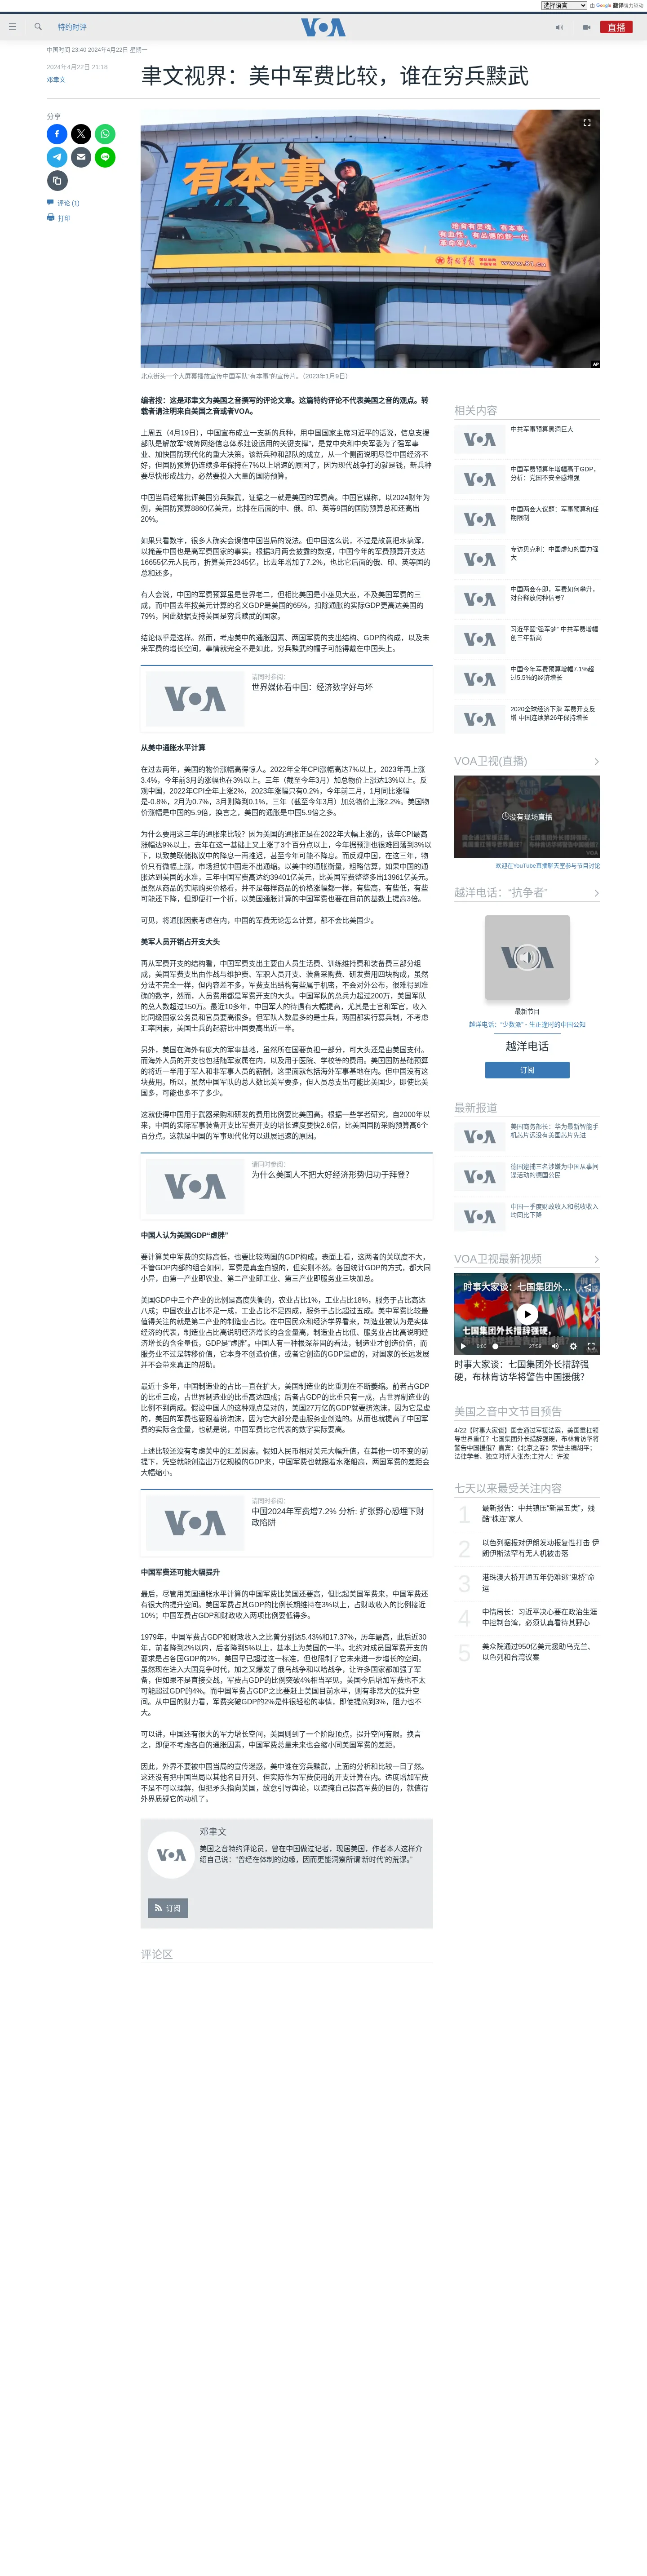 选择语言 由 Google 翻译强力驱动
特约时评
VOA
直播
中国时间 23:40 2024年4月22日 星期一
2024年4月22日 21:16
邓聿文
聿文视界：美中军费比较，谁在穷兵黩武
分享
评论 (1)
打印
有本事
培育有灵魂，有本事，
有血性，有品德的新一代
革命军人
解放军报
AP
北京街头一个大屏幕播放宣传中国军队“有本事”的宣传片。（2023年1月9日）
编者按：这是邓聿文为美国之音撰写的评论文章。这篇特约评论不代表美国之音的观点。转
载者请注明来自美国之音或者VOA。
上周五（4月19日），中国宣布成立一支新的兵种，用中国国家主席习近平的话说，信息支援
部队是解放军“统筹网络信息体系建设运用的关键支撑”，是党中央和中央军委为了强军事
业、加快国防现代化的重大决策。该新兵种和部队的成立，从一个侧面说明尽管中国经济不
好，但国防预算仍连续多年保持在7%以上增速的原因了，因为现代战争打的就是钱，新兵种
要尽快形成战力，必然要投入大量的国防预算。
中国当局经常批评美国穷兵黩武，证据之一就是美国的军费高。中国官媒称，以2024财年为
例，美国防预算8860亿美元，比排在后面的中、俄、印、英等9国的国防预算总和还高出
20%。
如果只看数字，很多人确实会误信中国当局的说法。但中国这么说，不过是故意把水搞浑，
以掩盖中国也是高军费国家的事实。根据3月两会披露的数据，中国今年的军费预算开支达
16655亿元人民币，折算美元2345亿，比去年增加了7.2%，也比它后面的俄、印、英等国的
总和还多。
有人会说，中国的军费预算虽是世界老二，但相比美国是小巫见大巫，不及美国军费的三
成，而中国去年按美元计算的名义GDP是美国的65%，扣除通胀的实际GDP更高达美国的
79%，因此数据支持美国是穷兵黩武的国家。
结论似乎是这样。然而，考虑美中的通胀因素、两国军费的支出结构、GDP的构成，以及未
来军费的增长空间，事情就完全不是如此，穷兵黩武的帽子可能得戴在中国头上。
请同时参阅：
世界媒体看中国：经济数字好与坏
从美中通胀水平计算
在过去两年，美国的物价涨幅高得惊人。2022年全年CPI涨幅高达7%以上，2023年再上涨
3.4%，今年前3月的涨幅也在3%以上。三年（截至今年3月）加总物价上涨达13%以上。反
观中国，2022年CPI全年上涨2%，2023年涨幅只有0.2%，今年前三月，1月同比涨幅
是-0.8%，2月为0.7%，3月则降零到0.1%，三年（截至今年3月）加总物价上涨2.2%。美国物
价涨幅是中国的5.9倍，换言之，美国的通胀是中国5.9倍之多。
为什么要用这三年的通胀来比较？因为美国的通胀正是在2022年大幅上涨的，该年CPI最高
涨幅达9%以上，去年在这一基础上又上涨了3个百分点以上，今年据预测也很难回落到3%以
下，以致美联储拟议中的降息一再推迟，甚至今年可能不降息。而反观中国，在这三年，物
价只有微幅上涨，市场担忧中国走不出通缩。以美中的通胀衡量，粗略估算，如果中国通胀
达到美国的水准，三年中国军费高达约39401亿美元，比美国军费整整多出13961亿美元。
虽然从商品的实际购买价格看，并不是每样商品的价格涨幅都一样，有些高，有些低，有些
可能还下降，但即便打一个折，以美国通胀计算的中国军费也要在目前的基数上提高3倍。
可见，将通胀因素考虑在内，中国的军费无论怎么计算，都不会比美国少。
美军人员开销占开支大头
再从军费开支的结构看，中国军费支出主要由人员生活费、训练维持费和装备费三部分组
成，美国军费支出由作战与维护费、军职人员开支、装备采购费、研发费用四块构成，虽然
分法不完全一样，但内容差不多。军费支出结构有些属于机密，不会对外公布，很难得到准
确的数字，然而，人员费用都是军费开支的大头。中国军队的总兵力超过200万，美国军队
的总人数超过150万。最近10多年，中国军人的待遇有大幅提高，尤其是士官和军官，收入
比同级国家公务员和官员要高很多。但军队人数最多的是士兵，两国都实行募兵制，不考虑
汇率因素，美国士兵的起薪比中国要高出近一半。
另外，美国在海外有庞大的军事基地，虽然所在国要负担一部分，可大头还是由美国支付。
而海外人员的开支也包括随军家属在内，以及用于医院、学校等的费用。美国国防基础预算
的将近一半用于军人和非军事人员的薪酬，这里面就包括海外军事基地在内。但中国没有这
块费用。所以，虽然中国军队的总人数比美军要多，但人员总支出可能比美国少，即使比美
国多，可能也多不了多少。
这就使得中国用于武器采购和研发的费用比例要比美国高。根据一些学者研究，自2000年以
来，中国的实际军事装备开支比军费开支的增长速度要快2.6倍，比美国国防采购预算高6个
百分点。这就是中国的军事现代化何以进展迅速的原因。
请同时参阅：
为什么美国人不把大好经济形势归功于拜登？
中国人认为美国GDP“虚胖”
要计算美中军费的实际高低，也要比较两国的GDP构成。表面上看，这两者的关联度不大，
不管GDP内部的组合如何，军费是真金白银的，但实则不然。各国统计GDP的方式，都大同
小异，由第一产业即农业、第二产业即工业、第三产业即服务业三块加总。
美国GDP中三个产业的比例是高度失衡的，农业占比1%，工业占比18%，服务于占比高达
八成；中国农业占比不足一成，工业占比不足四成，服务于占比超过五成。美中军费比较最
值得关注的就是第二产业的制造业占比。在中国民众和经济学界看来，制造业被认为是实体
经济的代表，制造业占比高说明经济增长的含金量高，制造业占比低、服务业占比高说明经
济增长的含金量低，GDP是“虚胖”。中国人有一种根深蒂固的看法，只有制造业才创造价值，
而服务业不过是转移价值，它本身不创造价值，或者它创造的GDP是虚的，对国家的长远发展
并不会带来真正的帮助。
最近十多年，中国制造业的占比一直在扩大，美国制造业的比重则在不断萎缩。前者占GDP
的比重三成，占世界制造业的比重高达四成；后者占GDP的比重只有一成，占世界制造业的
比例不到两成。假设中国人的这种观点是对的，美国27万亿的GDP就要挤泡沫，因为它虚，
美国的军费也要跟着挤泡沫，因为它大部分是由服务业创造的。从而也就提高了中国军
费的实际含金量，也就是说，中国军费比它代表的数字实际要高。
上述比较还没有考虑美中的汇差因素。假如人民币相对美元大幅升值，在其他一切不变的前
提下，凭空就能创造出万亿规模的GDP来，中国军费也就跟着水涨船高，两国军费的差距会
大幅缩小。
请同时参阅：
中国2024年军费增7.2% 分析: 扩张野心恐埋下财
政陷阱
中国军费还可能大幅提升
最后，尽管用美国通胀水平计算的中国军费比美国还要高，但比起美国军费来，中国军费还
有很大的提升空间。美国军费占其GDP的比例长期维持在3%以上，占财政收入的比例接近
10%；中国军费占GDP和财政收入两项比例要低得多。
1979年，中国军费占GDP和财政收入之比曾分别达5.43%和17.37%，历年最高，此后近30
年，前者降到2%以内，后者降到5%以上，基本上为美国的一半。北约对成员国军费开支的
要求是占各国GDP的2%，美国早已超过这一标准，但也限制了它未来进一步增长的空间。
虽然现在进入大国竞争时代，加之又爆发了俄乌战争和以哈战争，让许多国家都加强了军
备，但如果不是直接交战，军费占GDP的比例突破4%相当罕见。美国今后增加军费也不太
可能超过GDP的4%。而中国军费占GDP之比要赶上美国目前水平，则有非常大的提升空
间。从中国的财力看，军费突破GDP的2%是件很轻松的事情，即使提高到3%，阻力也不
大。
可以讲，中国还有很大的军力增长空间，美国则到了一个阶段顶点，提升空间有限。换言
之，即便不考虑各自的通胀因素，中国军费总量未来也会缩小同美国军费的差距。
因此，外界不要被中国当局的宣传迷惑，美中谁在穷兵黩武，上面的分析和比较一目了然。
这还没有把中国当局以其他名目开列、但实际作为军费使用的开支计算在内。适度增加军费
不是不可以理解，但把矛头指向美国，故意引导舆论，以遮掩自己提高军费的目的，就值得
外界质疑它的动机了。
邓聿文
美国之音特约评论员，曾在中国做过记者，现居美国，作者本人这样介
绍自己说：“曾经在体制的边缘，因而更能洞察所谓‘新时代’的荒谬。”
订阅
评论区
相关内容
中共军事预算黑洞巨大
中国军费预算年增幅高于GDP，
分析：党国不安全感增强
中国两会大议题：军事预算和任
期限制
专访贝克利：中国虚幻的国力强
大
中国两会在即，军费如何攀升，
对台释放何种信号？
习近平圆“强军梦” 中共军费增幅
创三年新高
中国今年军费预算增幅7.1%超
过5.5%的经济增长
2020全球经济下滑 军费开支反
增 中国连续第26年保持增长
VOA卫视(直播)
没有现场直播
欢迎在YouTube直播聊天室参与节目讨论
越洋电话：“抗争者”
最新节目
越洋电话：“少数派” - 生正逢时的中国公知
越洋电话
订阅
最新报道
美国商务部长：华为最新智能手
机芯片远没有美国芯片先进
德国逮捕三名涉嫌为中国从事间
谍活动的德国公民
中国一季度财政收入和税收收入
均同比下降
VOA卫视最新视频
时事大家谈：七国集团外...
七国集团外长措辞强硬，
0:00 27:58
时事大家谈：七国集团外长措辞强
硬，布林肯访华将警告中国援俄？
美国之音中文节目预告
4/22【时事大家谈】国会通过军援法案，美国重红领
导世界重任？七国集团外长措辞强硬，布林肯访华将
警告中国援俄？嘉宾：《北京之春》荣誉主编胡平；
法律学者、独立时评人张杰;主持人：许波
七天以来最受关注内容
1 最新报告：中共镇压“新黑五类”，残
酷“株连”家人
2 以色列据报对伊朗发动报复性打击 伊
朗伊斯法罕有无人机被击落
3 港珠澳大桥开通五年仍难逃“鬼桥”命
运
4 中情局长：习近平决心要在政治生涯
中控制台湾，必须认真看待其野心
5 美众院通过950亿美元援助乌克兰、
以色列和台湾议案